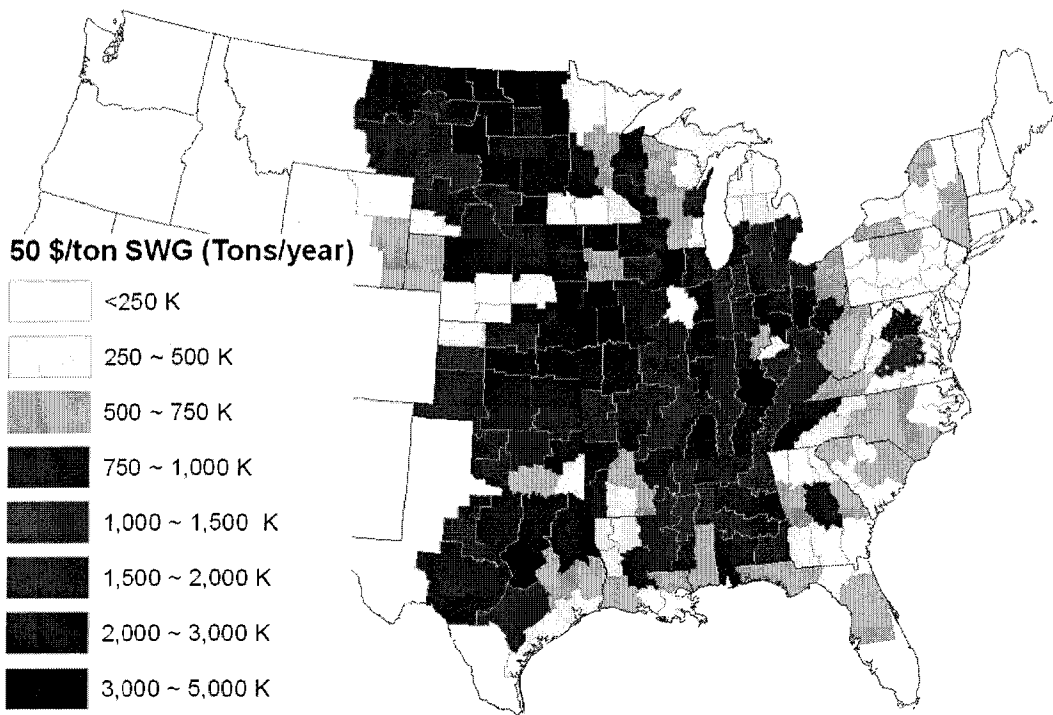 50 $/ton SWG (Tons/year)
<250 K
250 ~ 500 K
500 ~ 750 K
750 ~ 1,000 K
1,000 ~ 1,500 K
1,500 ~ 2,000 K
2,000 ~ 3,000 K
3,000 ~ 5,000 K